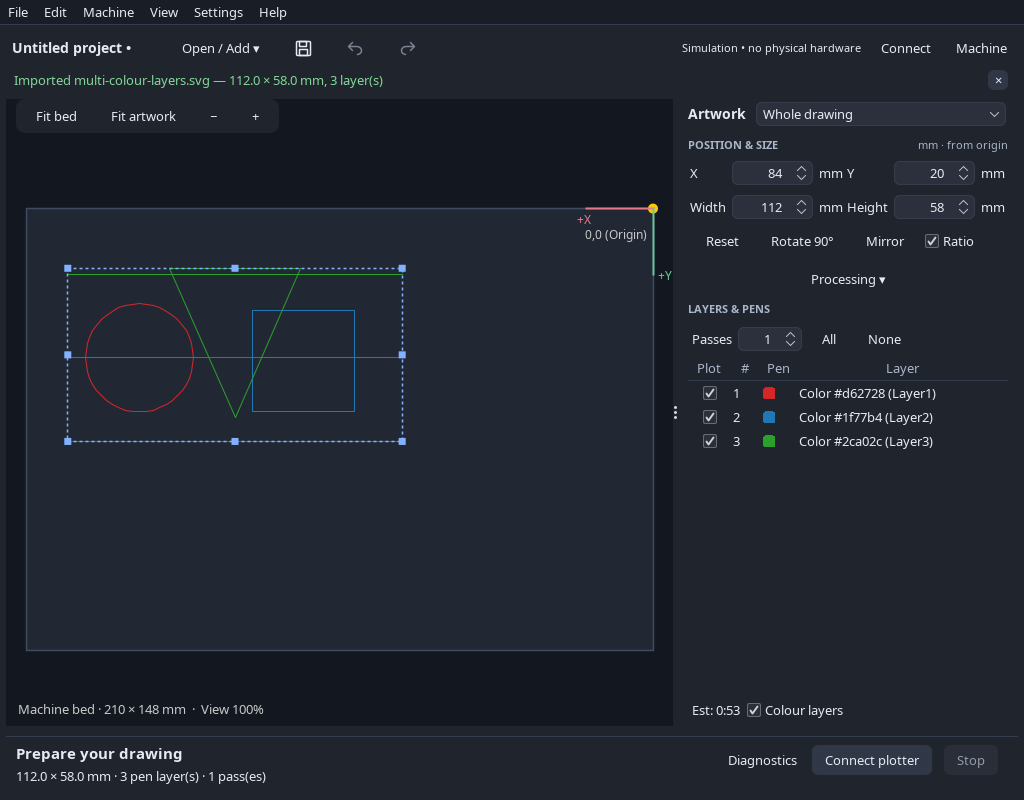 File Edit Machine View Settings Help
Untitled project • Open / Add ▾ Simulation • no physical hardware Connect Machine
Imported multi-colour-layers.svg — 112.0 × 58.0 mm, 3 layer(s) ×
Fit bed Fit artwork − +
Artwork Whole drawing
POSITION & SIZE mm · from origin
X 84 mm Y 20 mm
Width 112 mm Height 58 mm
+X
0,0 (Origin)
+Y
Reset Rotate 90° Mirror Ratio
Processing ▾
LAYERS & PENS
Passes 1 All None
Plot # Pen Layer
1 Color #d62728 (Layer1)
2 Color #1f77b4 (Layer2)
3 Color #2ca02c (Layer3)
Machine bed · 210 × 148 mm · View 100%
Est: 0:53 Colour layers
Prepare your drawing
112.0 × 58.0 mm · 3 pen layer(s) · 1 pass(es)
Diagnostics Connect plotter Stop